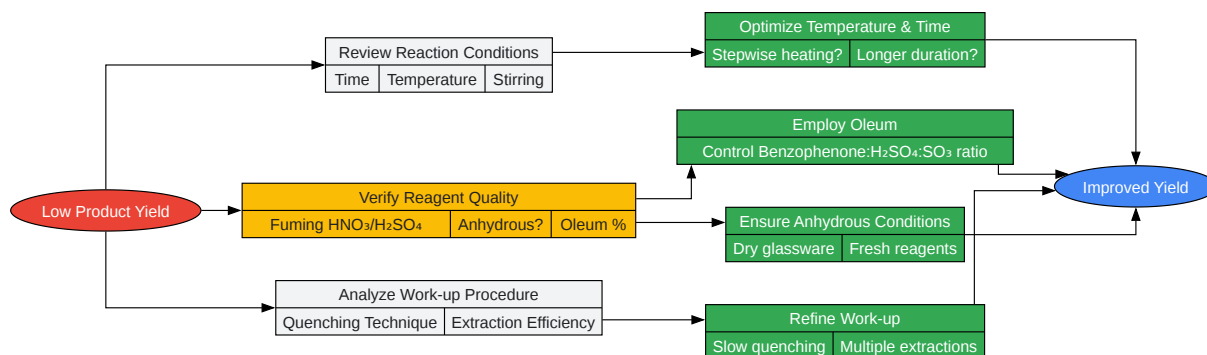 Low Product Yield
Review Reaction Conditions
Time Temperature Stirring
Verify Reagent Quality
Fuming HNO₃/H₂SO₄ Anhydrous? Oleum %
Analyze Work-up Procedure
Quenching Technique Extraction Efficiency
Optimize Temperature & Time
Stepwise heating? Longer duration?
Employ Oleum
Control Benzophenone:H₂SO₄:SO₃ ratio
Ensure Anhydrous Conditions
Dry glassware Fresh reagents
Refine Work-up
Slow quenching Multiple extractions
Improved Yield